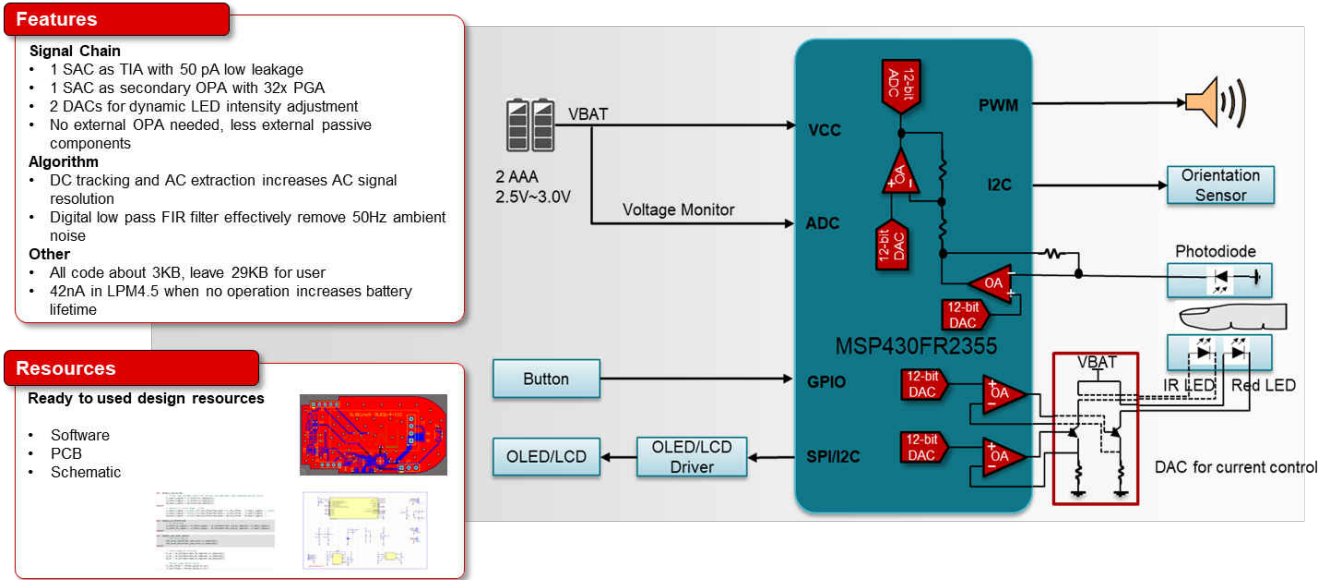 Features
Signal Chain
• 1 SAC as TIA with 50 pA low leakage
• 1 SAC as secondary OPA with 32x PGA
• 2 DACs for dynamic LED intensity adjustment
• No external OPA needed, less external passive
components
Algorithm
• DC tracking and AC extraction increases AC signal
resolution
• Digital low pass FIR filter effectively remove 50Hz ambient
noise
Other
• All code about 3KB, leave 29KB for user
• 42nA in LPM4.5 when no operation increases battery
lifetime
Resources
Ready to used design resources
• Software
• PCB
• Schematic
VBAT
2 AAA
2.5V~3.0V
Voltage Monitor
Button
OLED/LCD
OLED/LCD
Driver
VCC
ADC
GPIO
SPI/I2C
PWM
I2C
12-bit
ADC
OA
+
−
12-bit
DAC
OA
−
+
12-bit
DAC
MSP430FR2355
12-bit
DAC
+
−
OA
12-bit
DAC
+
−
OA
Orientation
Sensor
Photodiode
VBAT
IR LED
Red LED
DAC for current control